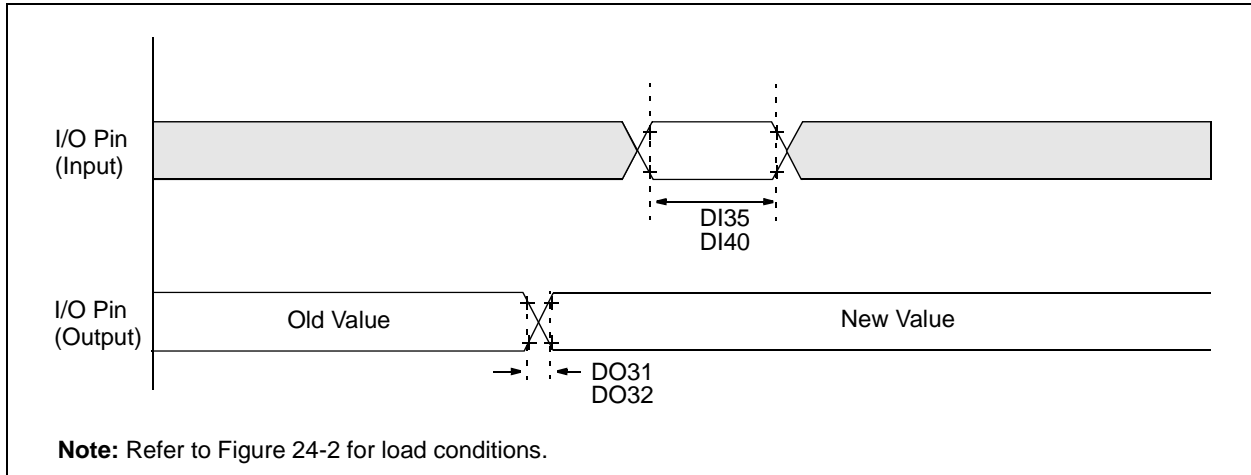 I/O Pin
(Input)
DI35
DI40
I/O Pin
(Output)
Old Value
New Value
DO31
DO32
Note: Refer to Figure 24-2 for load conditions.